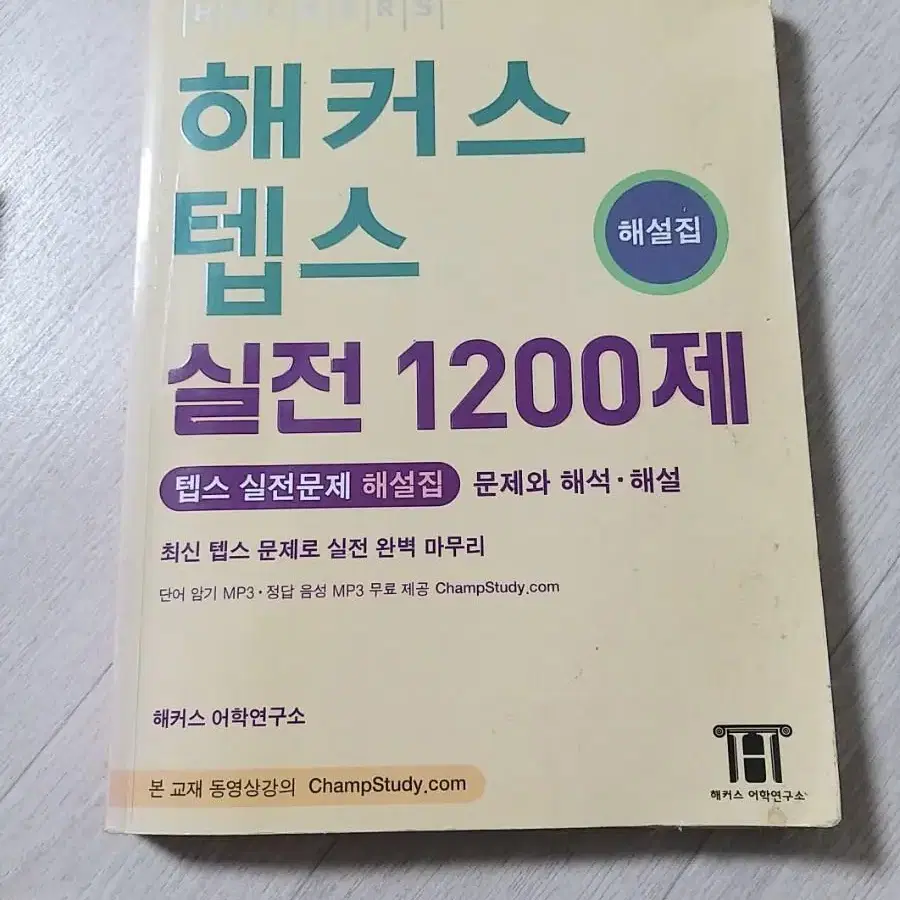 HACKERS
해커스
텝스
해설집
실전 1200제
텝스 실전문제 해설집 문제와 해석·해설
최신 텝스 문제로 실전 완벽 마무리
단어 암기 MP3·정답 음성 MP3 무료 제공 ChampStudy.com
해커스 어학연구소
해커스 어학연구소
본 교재 동영상강의 ChampStudy.com